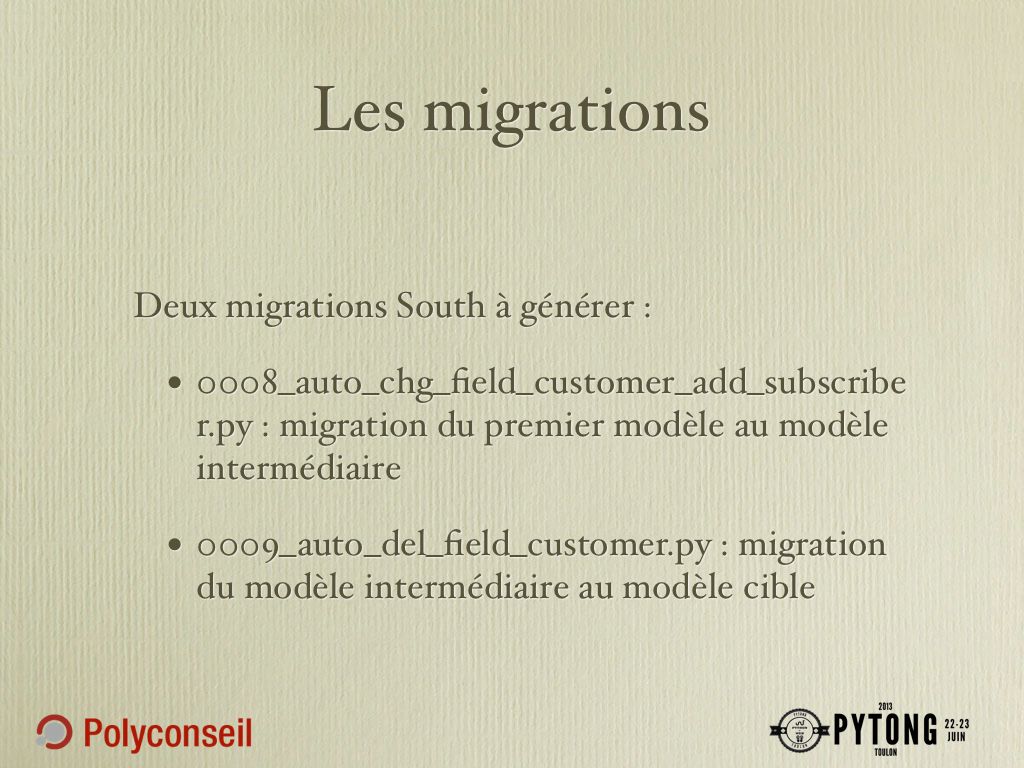 Les migrations
Deux migrations South à générer :
• 0008_auto_chg_field_customer_add_subscribe
r.py : migration du premier modèle au modèle
intermédiaire
• 0009_auto_del_field_customer.py : migration
du modèle intermédiaire au modèle cible
Polyconseil
2013
PYTONG
TOULON
22-23
JUIN